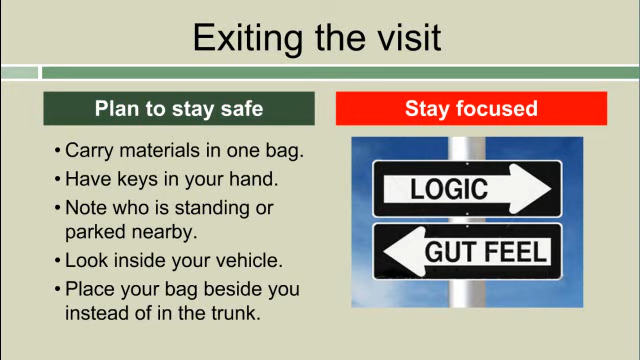 Exiting the visit
Plan to stay safe
• Carry materials in one bag.
• Have keys in your hand.
• Note who is standing or
parked nearby.
• Look inside your vehicle.
• Place your bag beside you
instead of in the trunk.
Stay focused
LOGIC
GUT FEEL